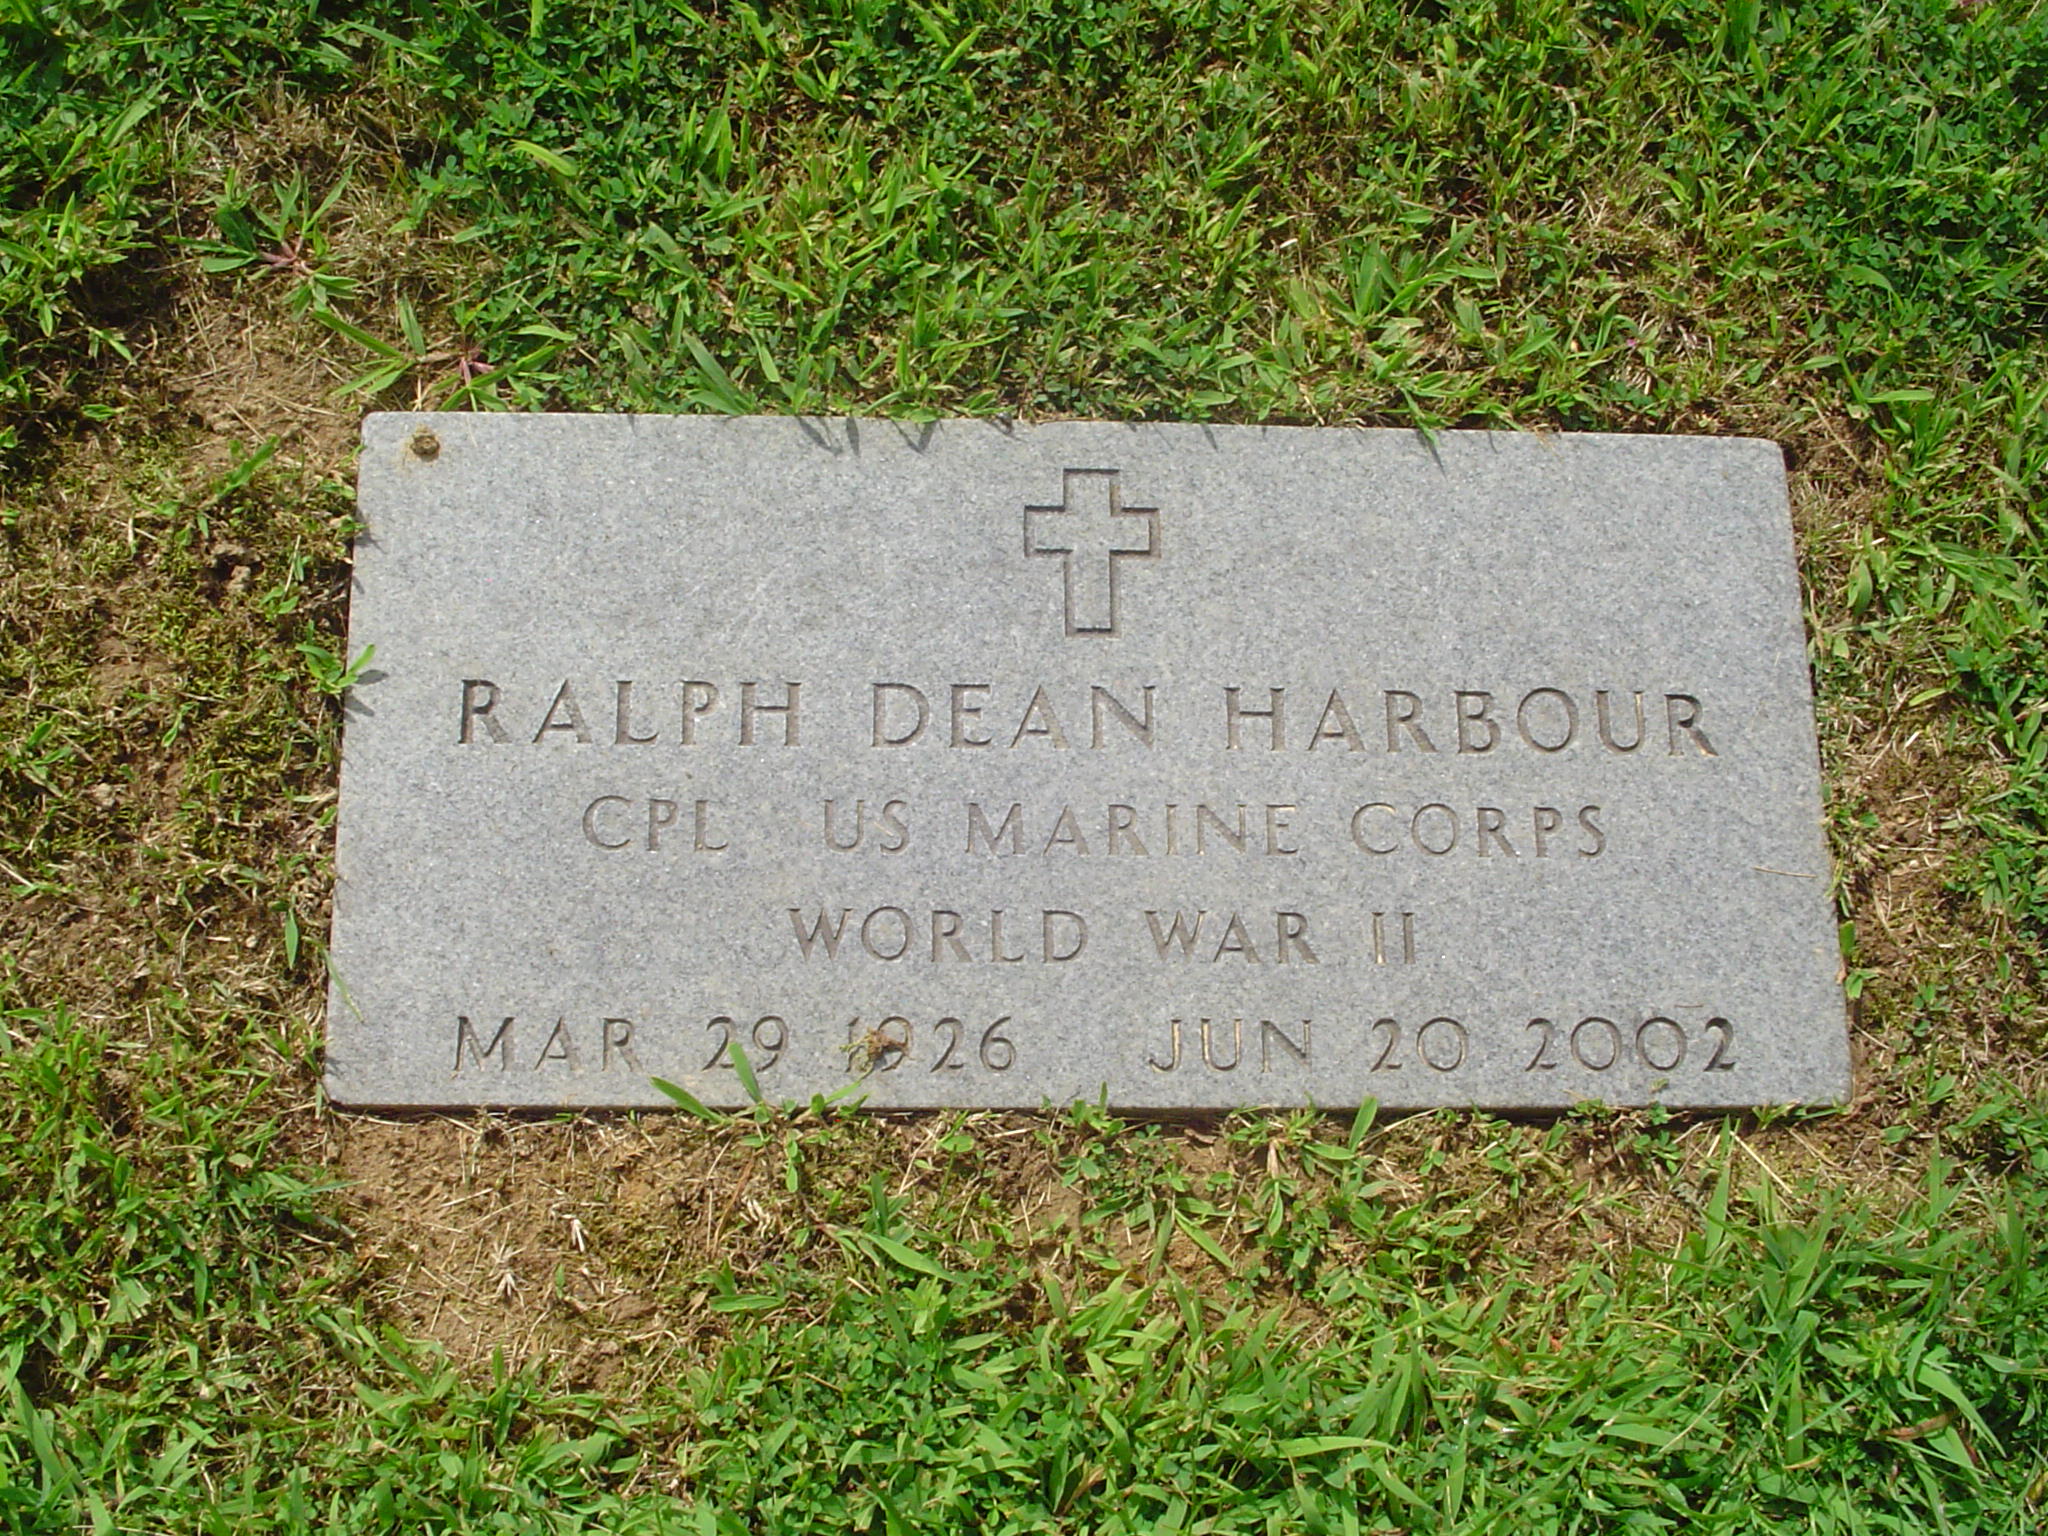 RALPH DEAN HARBOUR
CPL US MARINE CORPS
WORLD WAR II
MAR 29 1926 JUN 20 2002